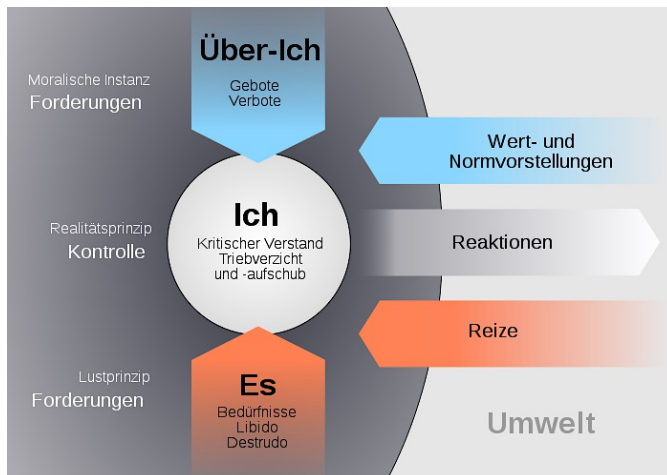 Über-Ich
Gebote
Verbote
Moralische Instanz
Forderungen
Wert- und
Normvorstellungen
Ich
Kritischer Verstand
Triebverzicht
und -aufschub
Realitätsprinzip
Kontrolle
Reaktionen
Reize
Es
Bedürfnisse
Libido
Destrudo
Lustprinzip
Forderungen
Umwelt